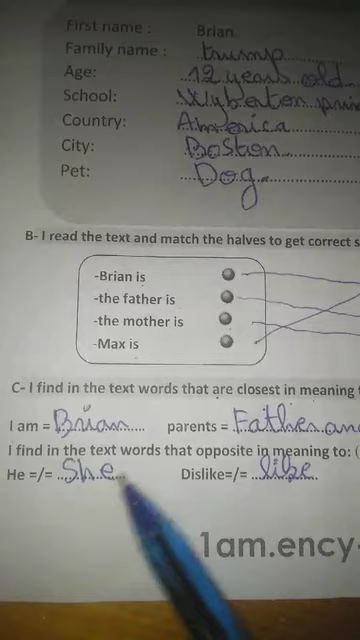 First name : Brian
Family name : trump
Age: 12 years old
School: Wyberton
Country: America
City: Boston
Pet: Dog
B- I read the text and match the halves to get correct s
-Brian is
-the father is
-the mother is
-Max is
C- I find in the text words that are closest in meaning
I am = Brian parents = Father an
I find in the text words that opposite in meaning to: (
He =/= She Dislike=/= like
1am.ency